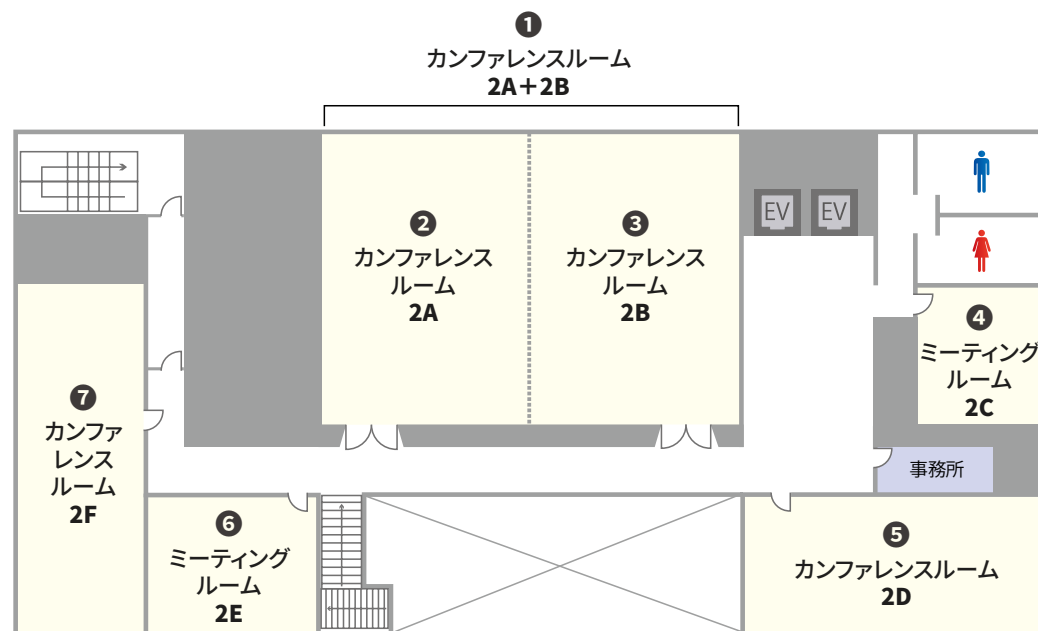 ❶
カンファレンスルーム
2A＋2B
❷
カンファレンス
ルーム
2A
❸
カンファレンス
ルーム
2B
EV
EV
❹
ミーティング
ルーム
2C
❼
カンファ
レンス
ルーム
2F
事務所
❻
ミーティング
ルーム
2E
❺
カンファレンスルーム
2D